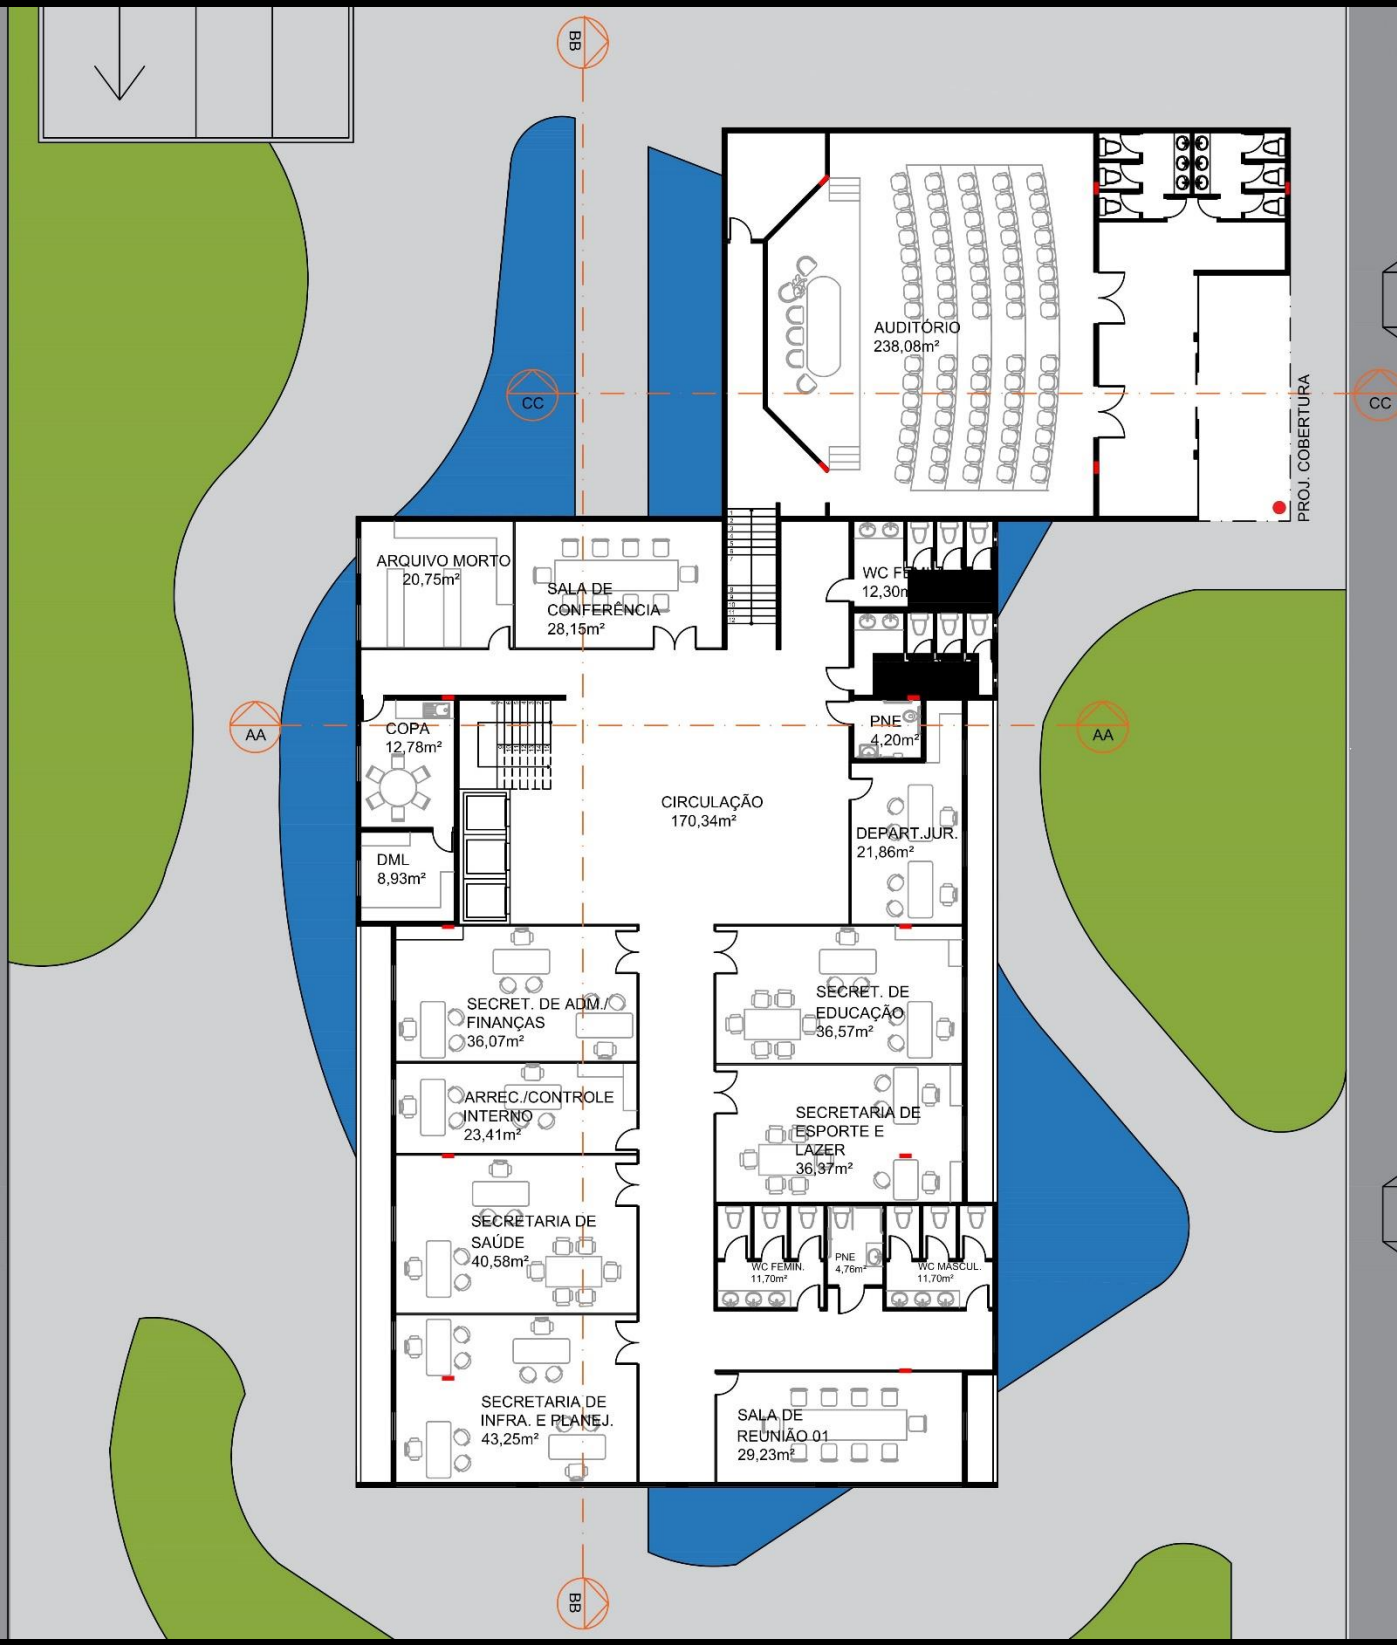 BB
CC
CC
AUDITÓRIO
238,08m²
PROJ. COBERTURA
ARQUIVO MORTO
20,75m²
SALA DE
CONFERÊNCIA
28,15m²
WC
12,30m
AA
AA
COPA
12,78m²
PNE
4,20m²
CIRCULAÇÃO
170,34m²
DEPART.JUR.
21,86m²
DML
8,93m²
SECRET. DE ADM./
FINANÇAS
36,07m²
SECRET. DE
EDUCAÇÃO
36,57m²
ARREC./CONTROLE
INTERNO
23,41m²
SECRETARIA DE
ESPORTE E
LAZER
36,37m²
SECRETARIA DE
SAÚDE
40,58m²
WC FEMIN.
11,70m²
PNE
4,76m²
WC MASCUL.
11,70m²
SECRETARIA DE
INFRA. E PLANEJ.
43,25m²
SALA DE
REUNIÃO 01
29,23m²
BB